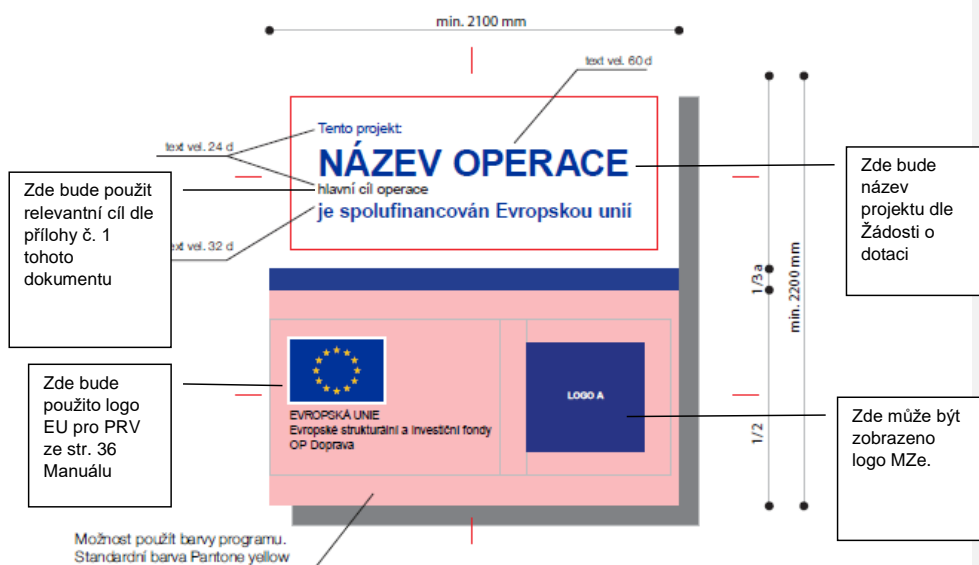 min. 2100 mm
text vel. 60 d
Tento projekt:
text vel. 24 d
NÁZEV OPERACE
hlavní cíl operace
je spolufinancován Evropskou unií
text vel. 32 d
Zde bude použit
relevantní cíl dle
přílohy č. 1
tohoto
dokumentu
Zde bude
název
projektu dle
Žádosti o
dotaci
1/3 a
min. 2200 mm
1/2
Zde bude
použito logo
EU pro PRV
ze str. 36
Manuálu
EVROPSKÁ UNIE
Evropské strukturální a investiční fondy
OP Doprava
LOGO A
Zde může být
zobrazeno
logo MZe.
Možnost použít barvy programu.
Standardní barva Pantone yellow